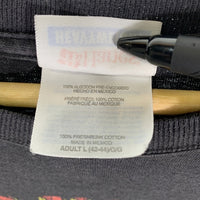 HEAVYW
100% ALGODON PRE-ENCOGIDO
HECHO EN MEXICO
PRÉRÉTRÉCI, 100% COTTON
FABRIQUÉ AU MEXIQUE
100% PRESHRUNK COTTON
MADE IN MEXICO
ADULT L (42-44)/G/G